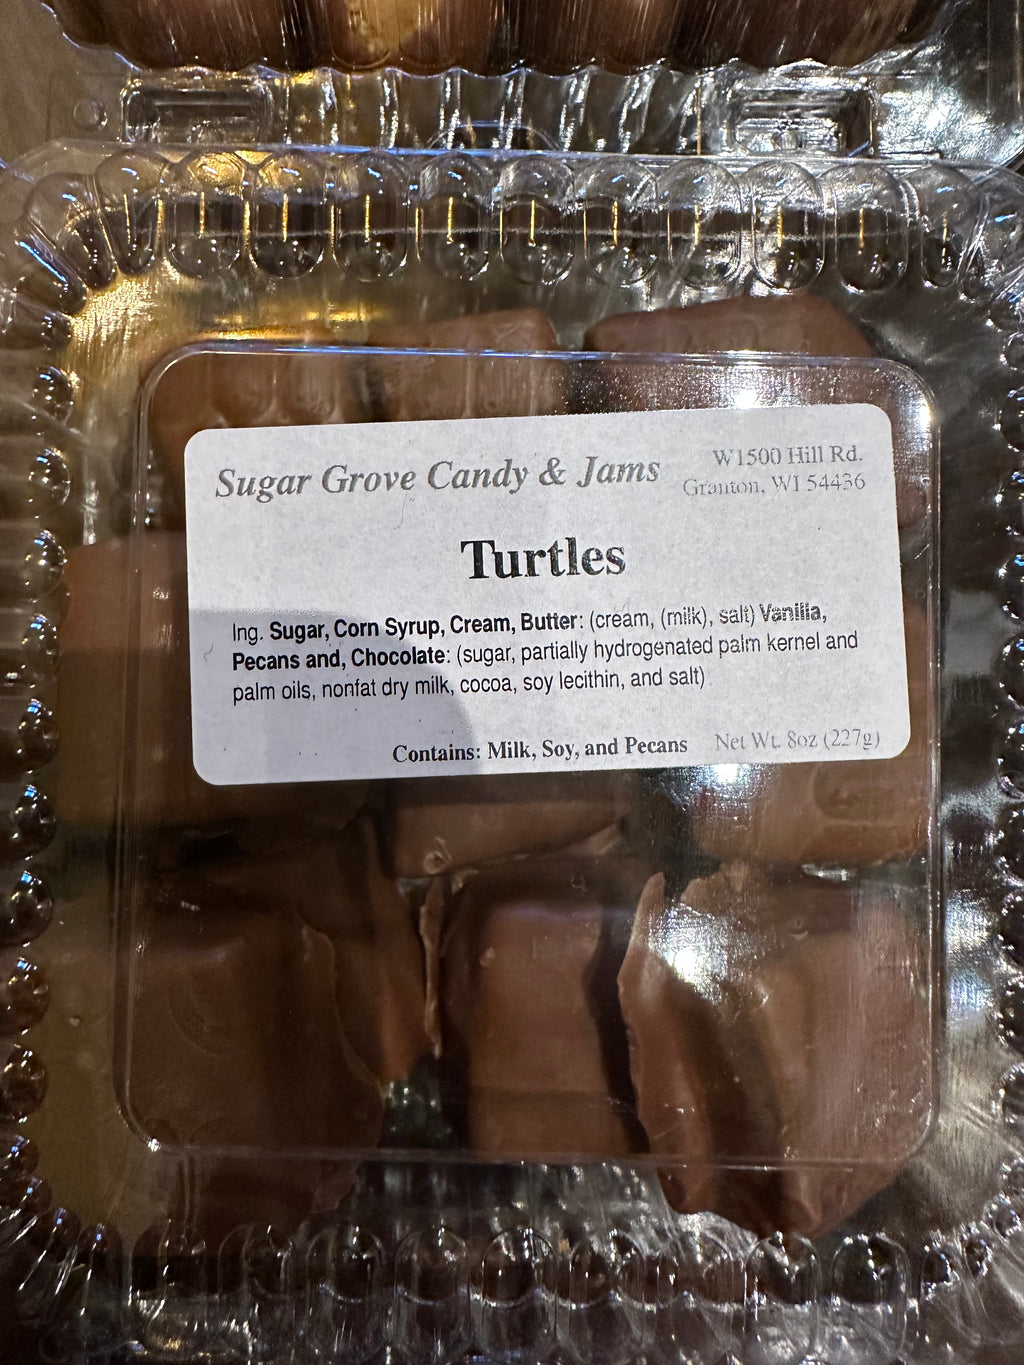 Sugar Grove Candy & Jams
W1500 Hill Rd.
Granton, WI 54436
Turtles
Ing. Sugar, Corn Syrup, Cream, Butter: (cream, (milk), salt) Vanilla,
Pecans and, Chocolate: (sugar, partially hydrogenated palm kernel and
palm oils, nonfat dry milk, cocoa, soy lecithin, and salt)
Contains: Milk, Soy, and Pecans
Net Wt. 8oz (227g)